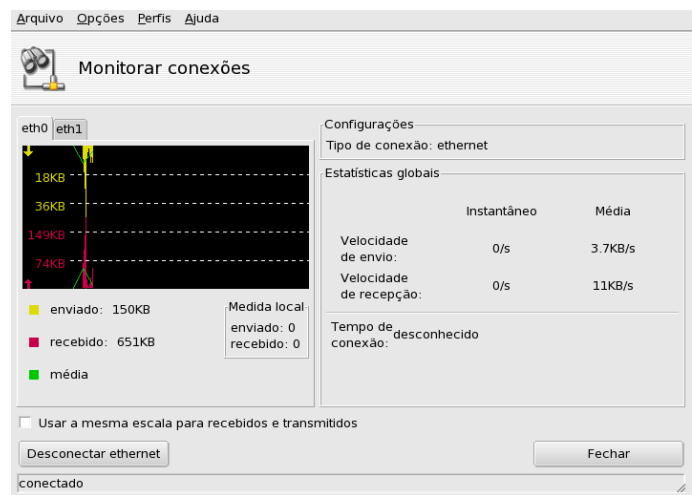 Arquivo Opções Perfis Ajuda
Monitorar conexões
eth0 eth1
18KB
36KB
149KB
74KB
enviado: 150KB
recebido: 651KB
média
Medida local
enviado: 0
recebido: 0
Configurações
Tipo de conexão: ethernet
Estatísticas globais
Instantâneo Média
Velocidade
de envio: 0/s 3.7KB/s
Velocidade
de recepção: 0/s 11KB/s
Tempo de
conexão: desconhecido
Usar a mesma escala para recebidos e transmitidos
Desconectar ethernet Fechar
conectado